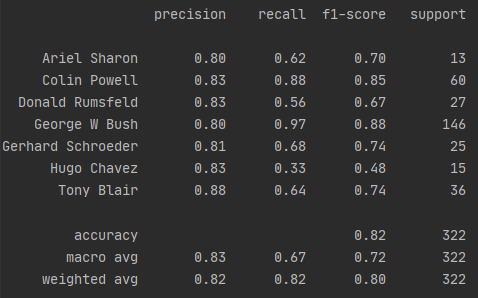 precision recall f1-score support
Ariel Sharon 0.80 0.62 0.70 13
Colin Powell 0.83 0.88 0.85 60
Donald Rumsfeld 0.83 0.56 0.67 27
George W Bush 0.80 0.97 0.88 146
Gerhard Schroeder 0.81 0.68 0.74 25
Hugo Chavez 0.83 0.33 0.48 15
Tony Blair 0.88 0.64 0.74 36
accuracy 0.82 322
macro avg 0.83 0.67 0.72 322
weighted avg 0.82 0.82 0.80 322